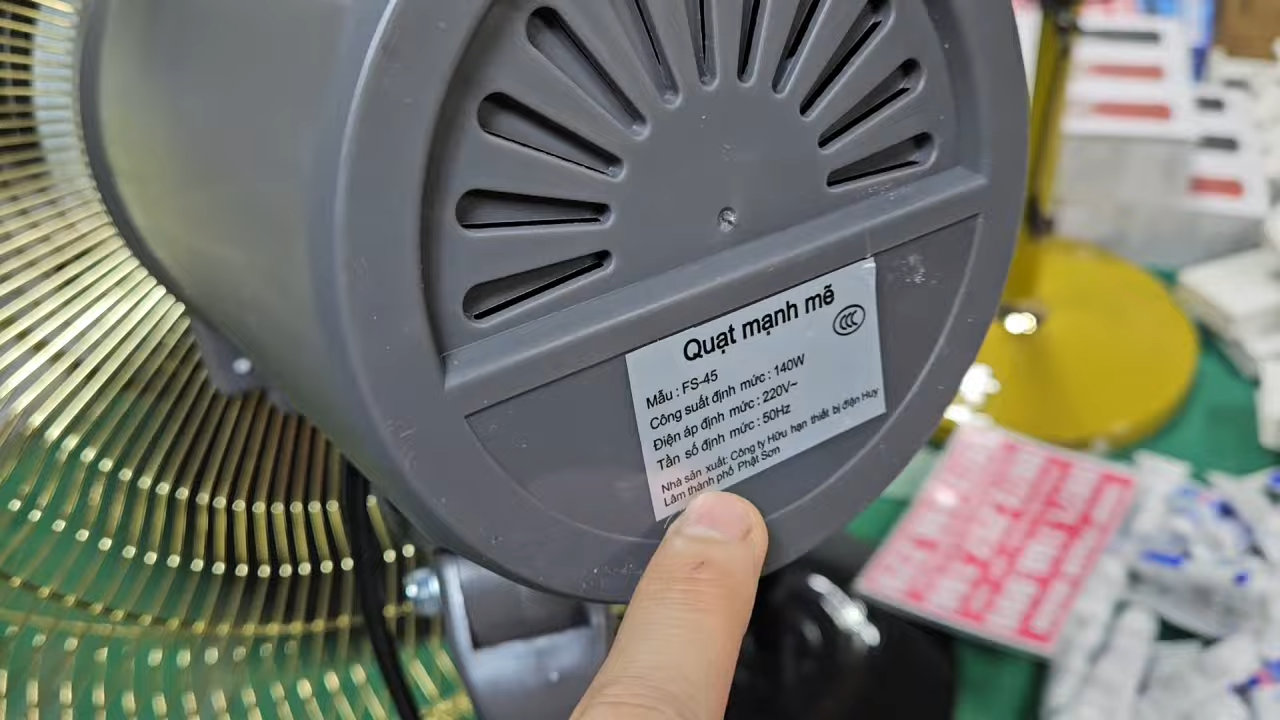 Quạt mạnh mẽ
CCC
Mẫu : FS-45
Công suất định mức : 140W
Điện áp định mức : 220V~
Tần số định mức : 50Hz
Nhà sản xuất: Công ty Hữu hạn thiết bị điện Huy
Lâm thành phố Phật Sơn